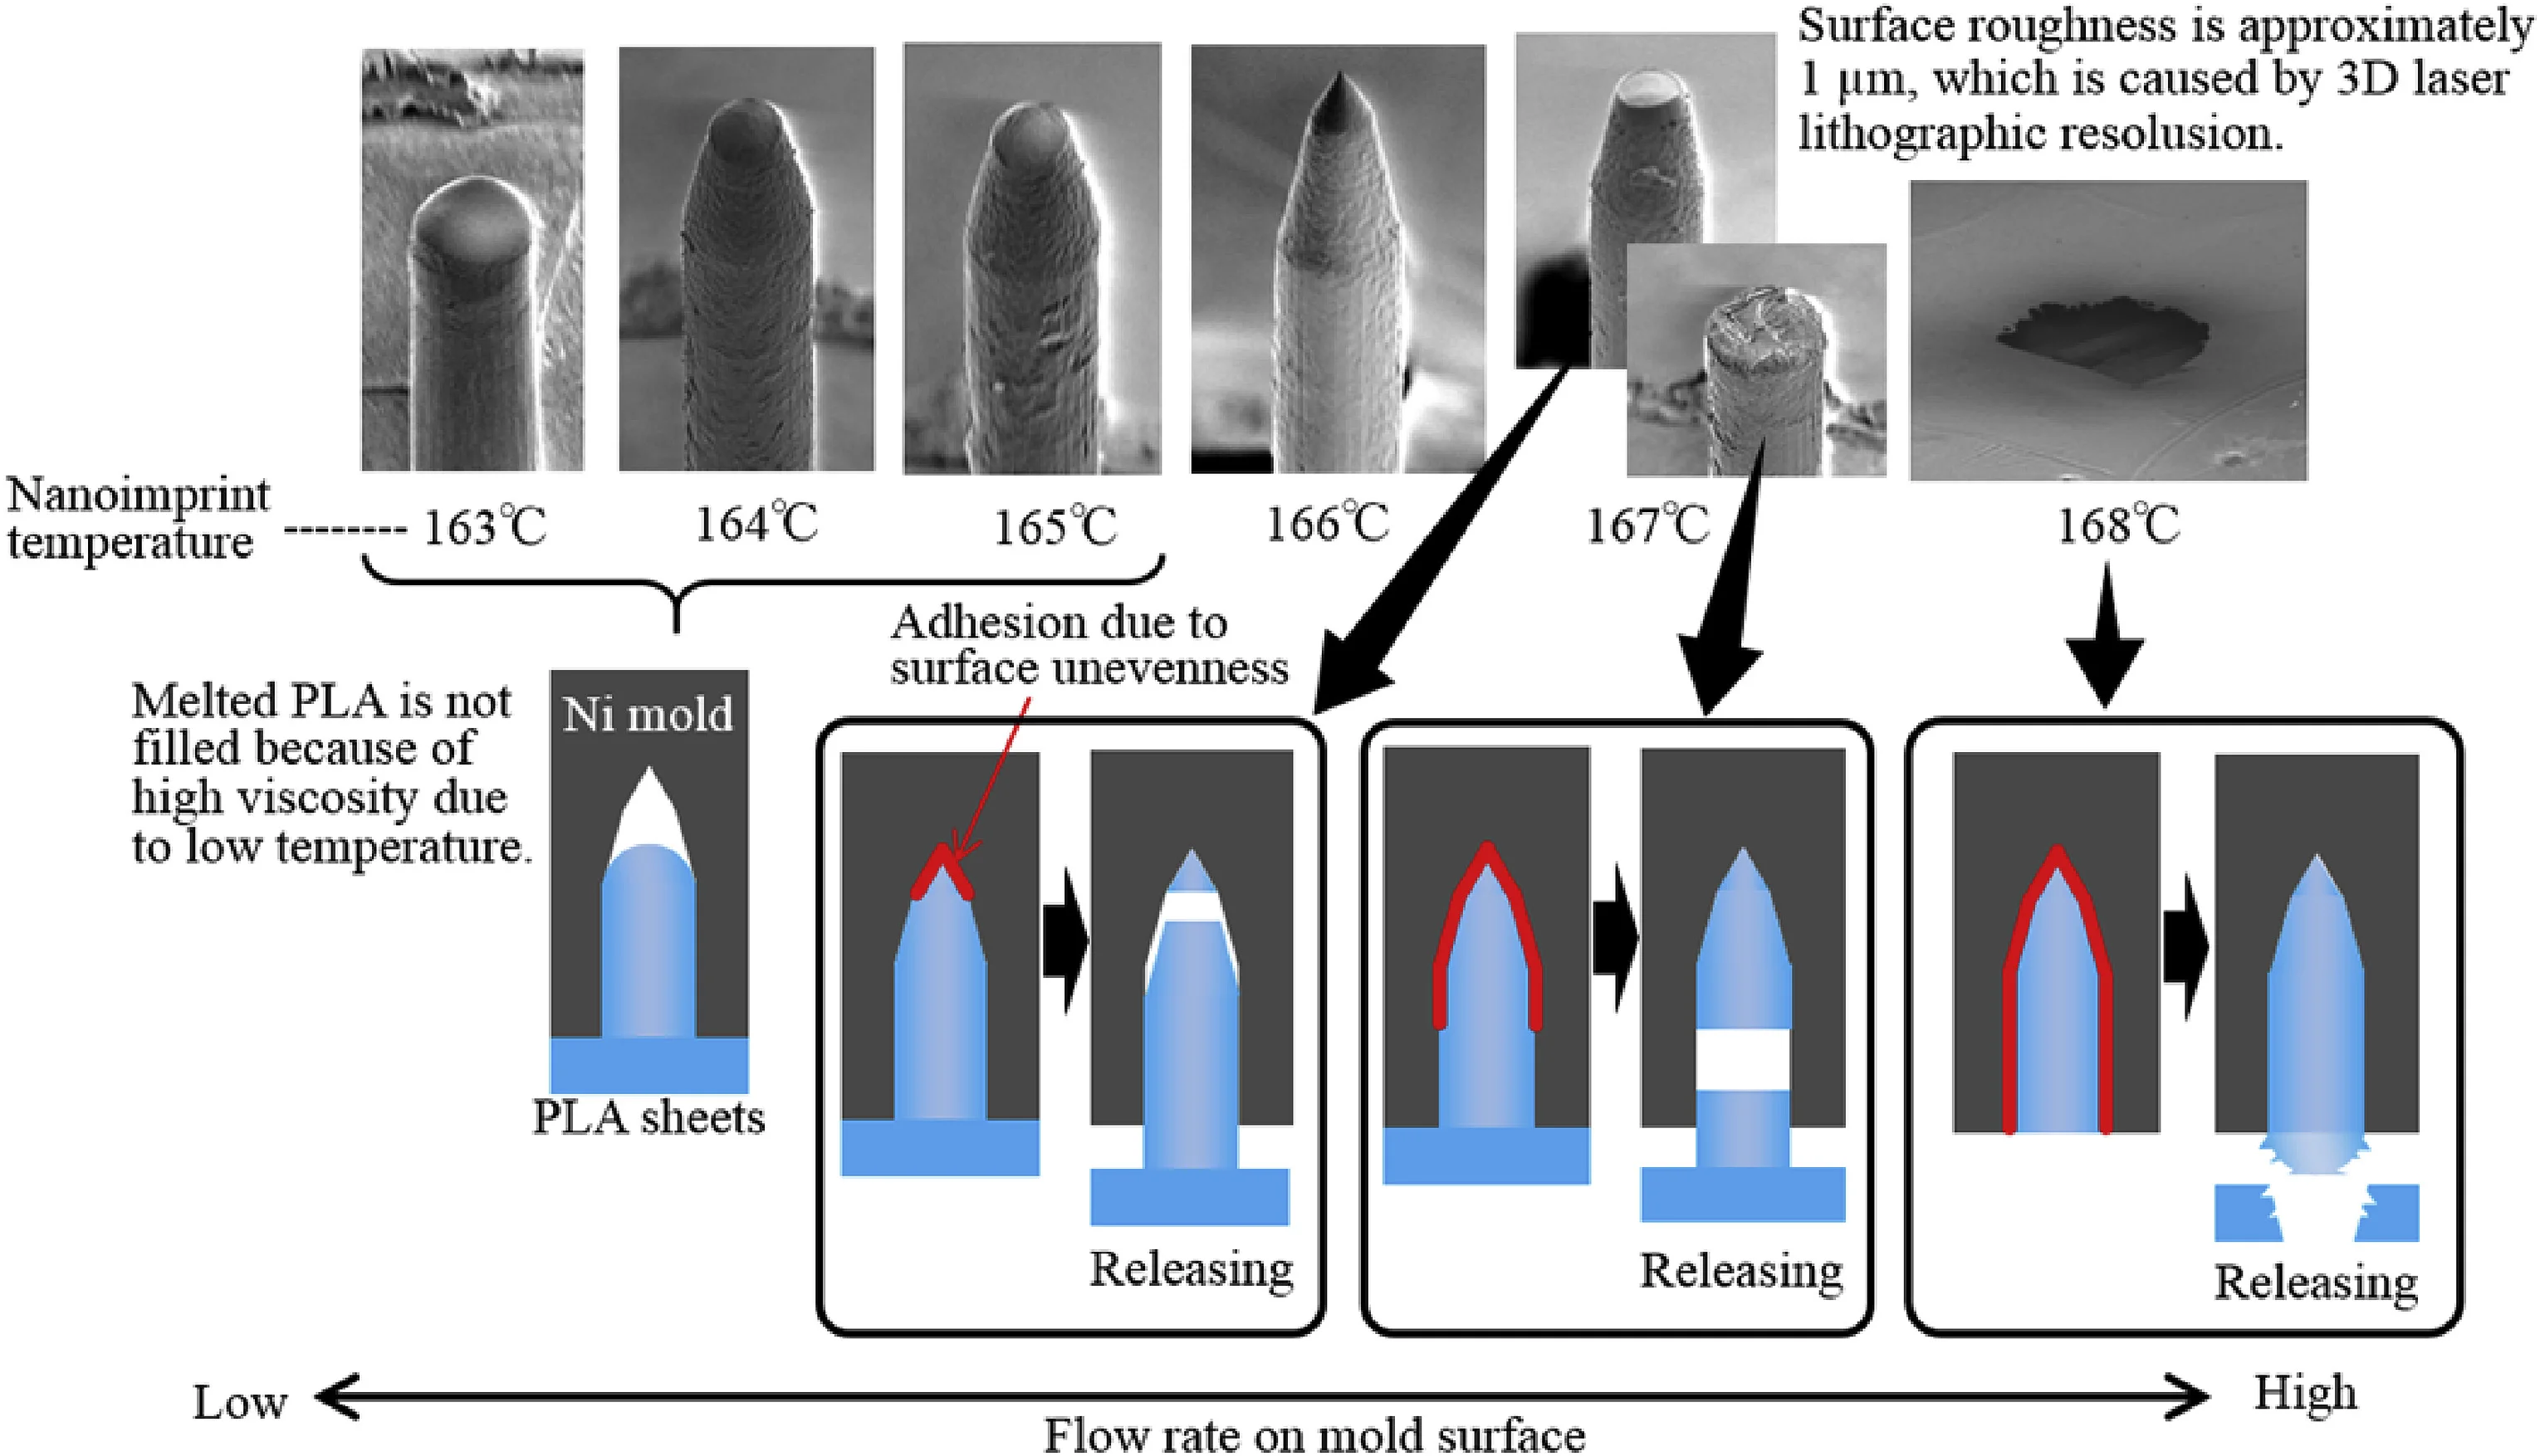 Surface roughness is approximately
1 μm, which is caused by 3D laser
lithographic resolusion.
Nanoimprint
temperature
--------
163℃
164℃
165℃
166℃
167℃
168℃
Adhesion due to
surface unevenness
Melted PLA is not
filled because of
high viscosity due
to low temperature.
Ni mold
PLA sheets
Releasing
Releasing
Releasing
Low
High
Flow rate on mold surface